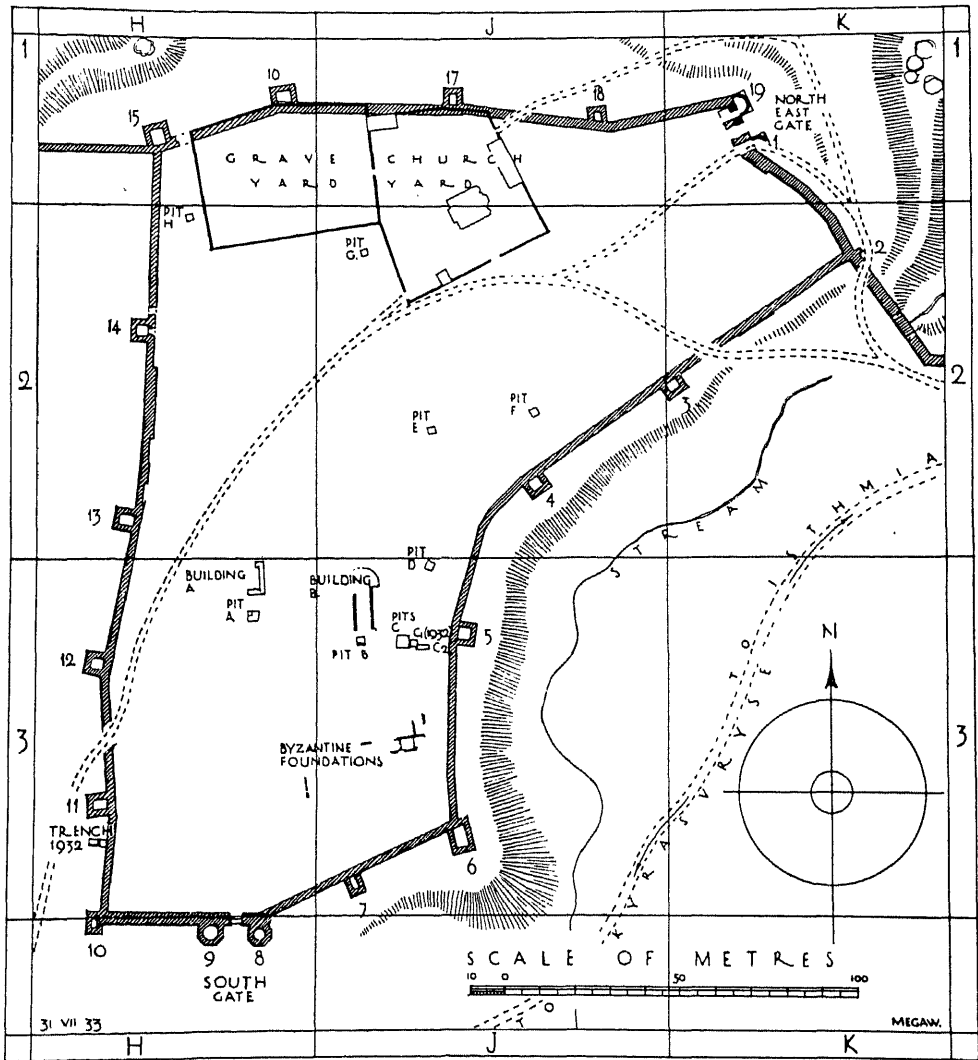 H J K
1 1
10 17 18 19
NORTH
EAST
GATE
15
1
GRAVE CHURCH
YARD YARD
PIT
H
PIT
G.
2
14
2 2
3
PIT
E
PIT
F
4
13
STREAM
TO ISTHMIA
KYRAS VRYSE
BUILDING
A
BUILDING
B.
PIT
D
PIT
A
PITS
C C1(1932)
C2
PIT B
5
12
N
3 3
BYZANTINE
FOUNDATIONS
11
TRENCH
1932
6
7
10 9 8
SOUTH
GATE
SCALE OF METRES
10 0 50 100
TO
31 VII 33
MEGAW.
H J K